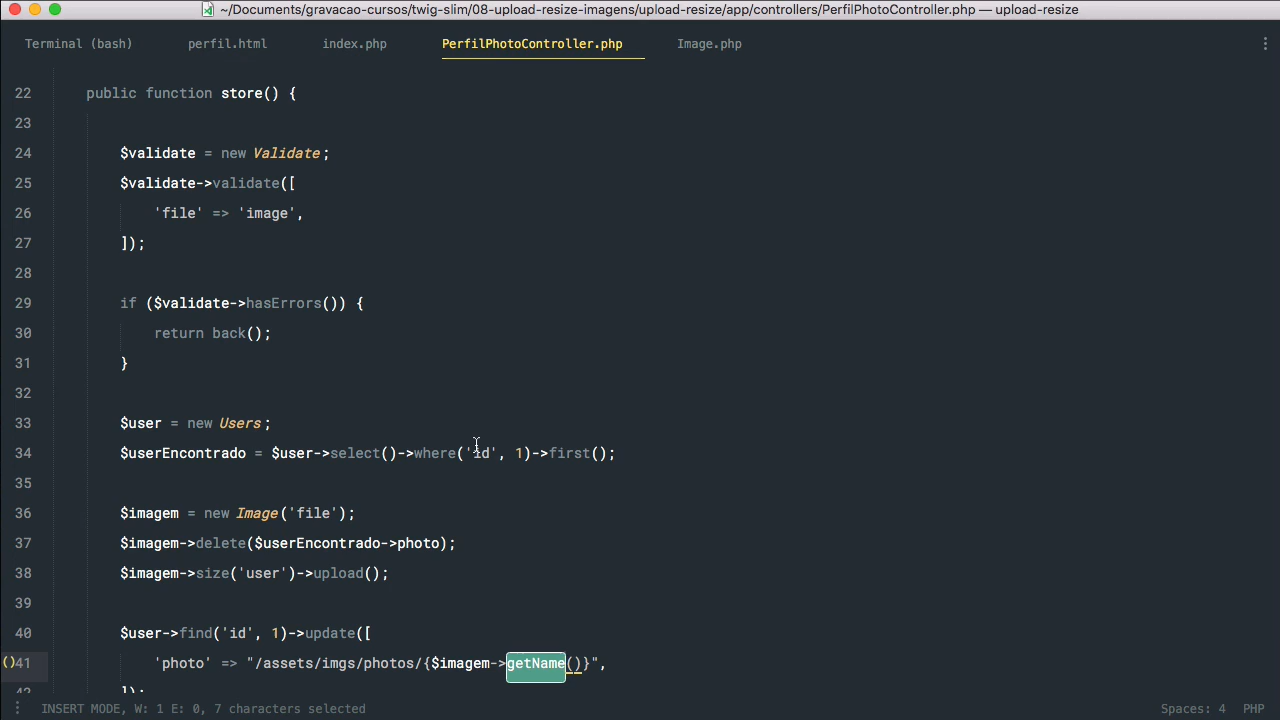 ~/Documents/gravacao-cursos/twig-slim/08-upload-resize-imagens/upload-resize/app/controllers/PerfilPhotoController.php — upload-resize
Terminal (bash) perfil.html index.php PerfilPhotoController.php Image.php
22 public function store() {
23
24 $validate = new Validate;
25 $validate->validate([
26 'file' => 'image',
27 ]);
28
29 if ($validate->hasErrors()) {
30 return back();
31 }
32
33 $user = new Users;
34 $userEncontrado = $user->select()->where('id', 1)->first();
35
36 $imagem = new Image('file');
37 $imagem->delete($userEncontrado->photo);
38 $imagem->size('user')->upload();
39
40 $user->find('id', 1)->update([
()41 'photo' => "/assets/imgs/photos/{$imagem->getName()}",
42 ]);
INSERT MODE, W: 1 E: 0, 7 characters selected Spaces: 4 PHP